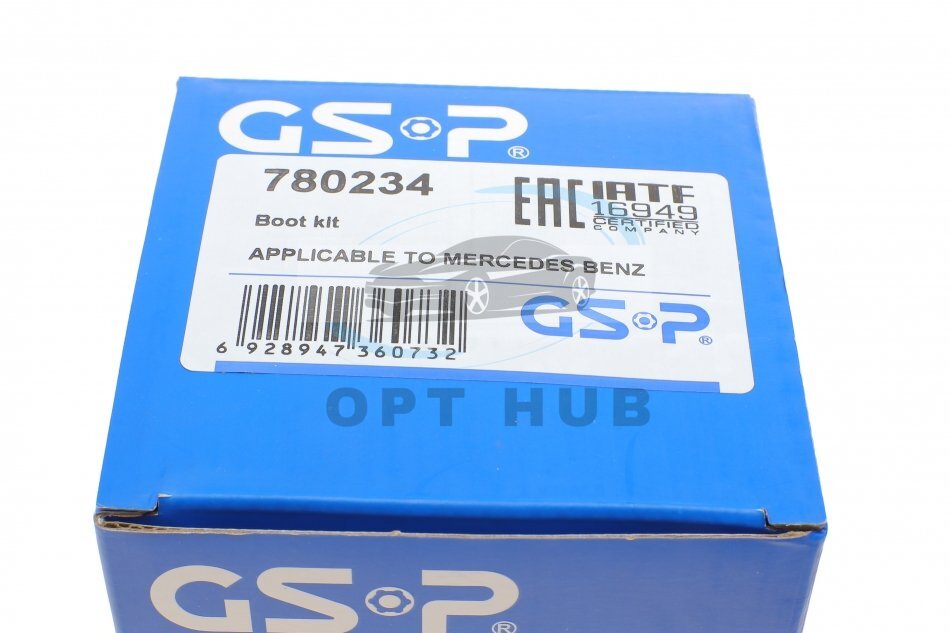 GSP®
780234
Boot kit
EAC
IATF
16949
CERTIFIED
COMPANY
APPLICABLE TO MERCEDES BENZ
GSP®
6 928947 360732
OPT HUB
GSP®